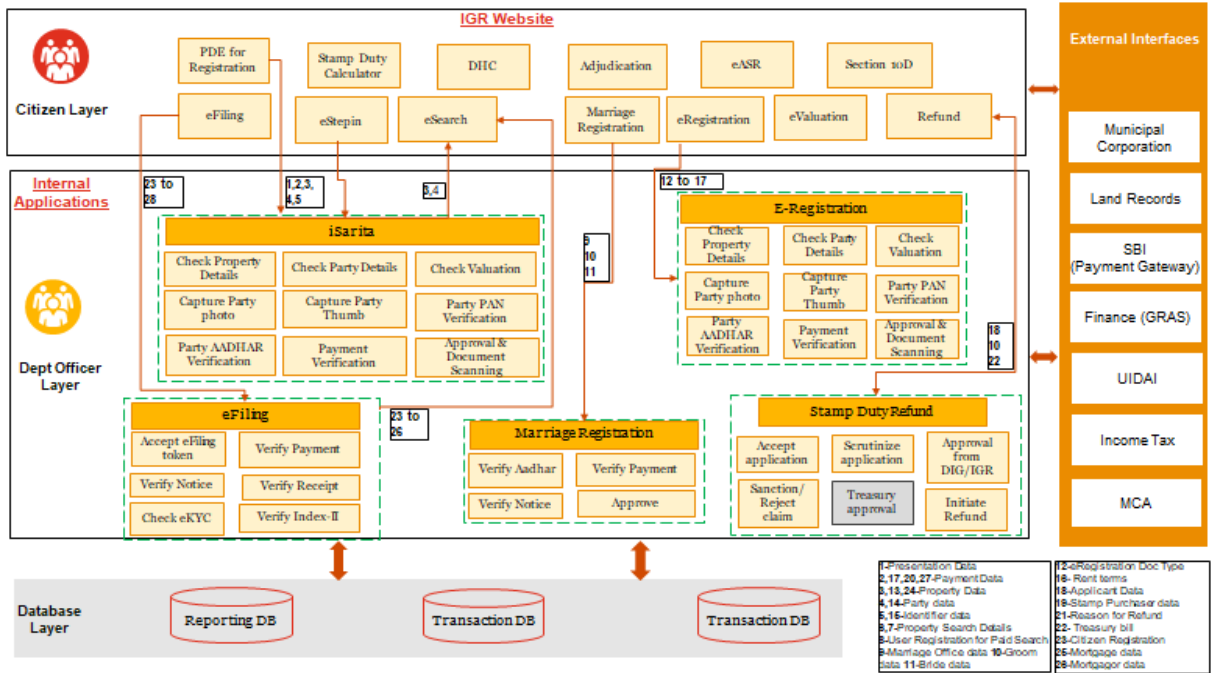 IGR Website
External Interfaces
Citizen Layer
PDE for
Registration
Stamp Duty
Calculator
DHC
Adjudication
eASR
Section 10D
eFiling
eStepin
eSearch
Marriage
Registration
eRegistration
eValuation
Refund
Municipal
Corporation
Land Records
SBI
(Payment Gateway)
Finance (GRAS)
UIDAI
Income Tax
MCA
Internal
Applications
23 to
28
1,2,3,
4,5
3,4
12 to 17
9
10
11
18
10
22
23 to
26
Dept Officer
Layer
iSarita
Check Property
Details
Check Party Details
Check Valuation
Capture Party
photo
Capture Party
Thumb
Party PAN
Verification
Party AADHAR
Verification
Payment
Verification
Approval &
Document
Scanning
E-Registration
Check
Property
Details
Check Party
Details
Check
Valuation
Capture
Party photo
Capture
Party
Thumb
Party PAN
Verification
Party
AADHAR
Verification
Payment
Verification
Approval &
Document
Scanning
eFiling
Accept eFiling
token
Verify Payment
Verify Notice
Verify Receipt
Check eKYC
Verify Index-II
Marriage Registration
Verify Aadhar
Verify Payment
Verify Notice
Approve
Stamp Duty Refund
Accept
application
Scrutinize
application
Approval
from
DIG/IGR
Sanction/
Reject
claim
Treasury
approval
Initiate
Refund
Database
Layer
Reporting DB
Transaction DB
Transaction DB
1-Presentation Data
2,17,20,27-Payment Data
3,13,24-Property Data
4,14-Party data
5,15-Identifier data
6,7-Property Search Details
8-User Registration for Paid Search
9-Marriage Office data 10-Groom
data 11-Bride data
12-eRegistration Doc Type
16- Rent terms
18-Applicant Data
19-Stamp Purchaser data
21-Reason for Refund
22- Treasury bill
23-Citizen Registration
25-Mortgage data
26-Mortgagor data